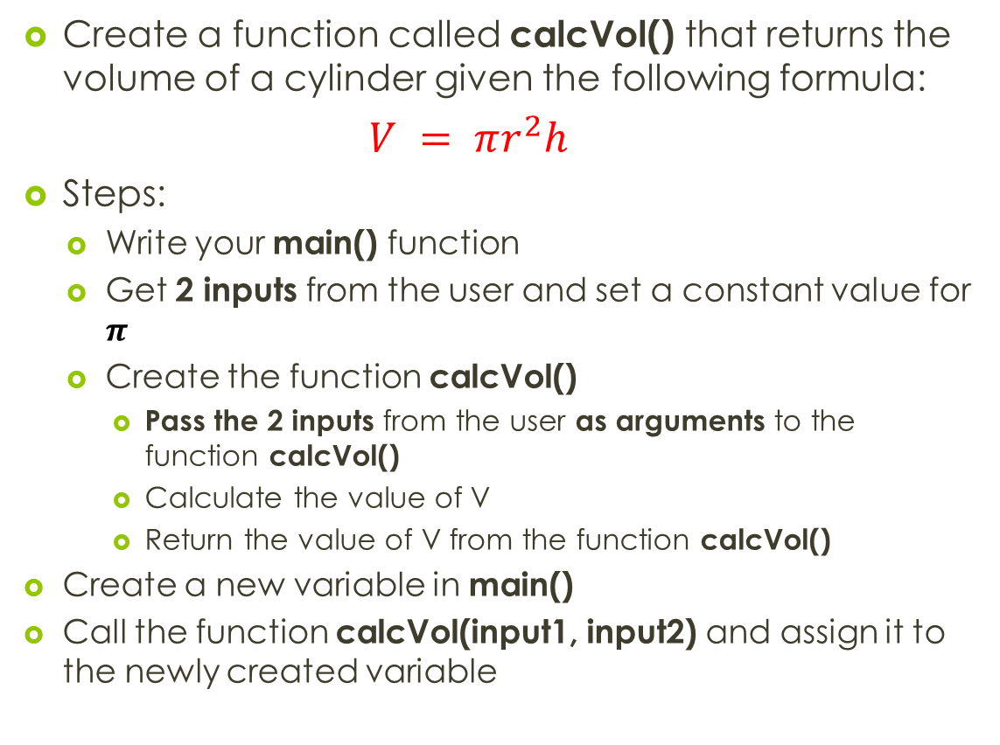 Create a function called calcVol() that returns the
volume of a cylinder given the following formula:
V = πr²h
Steps:
Write your main() function
Get 2 inputs from the user and set a constant value for
π
Create the function calcVol()
Pass the 2 inputs from the user as arguments to the
function calcVol()
Calculate the value of V
Return the value of V from the function calcVol()
Create a new variable in main()
Call the function calcVol(input1, input2) and assign it to
the newly created variable